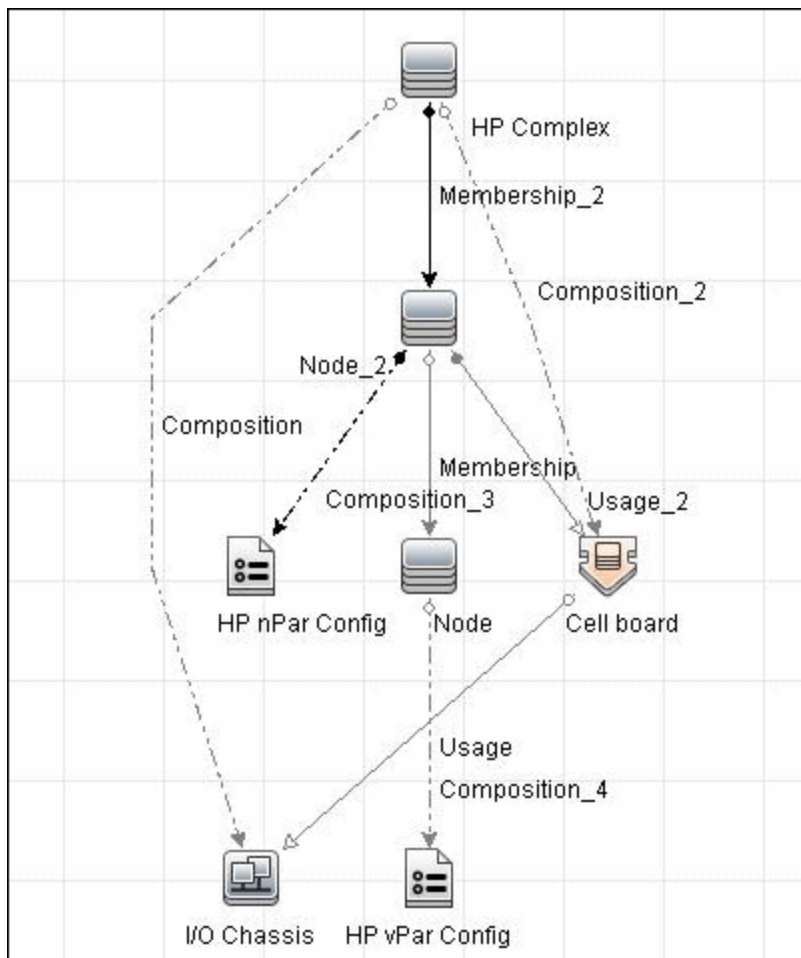 HP Complex
Membership_2
Composition_2
Node_2
Composition
Membership
Composition_3
Usage_2
HP nPar Config
Node
Cell board
Usage
Composition_4
I/O Chassis
HP vPar Config